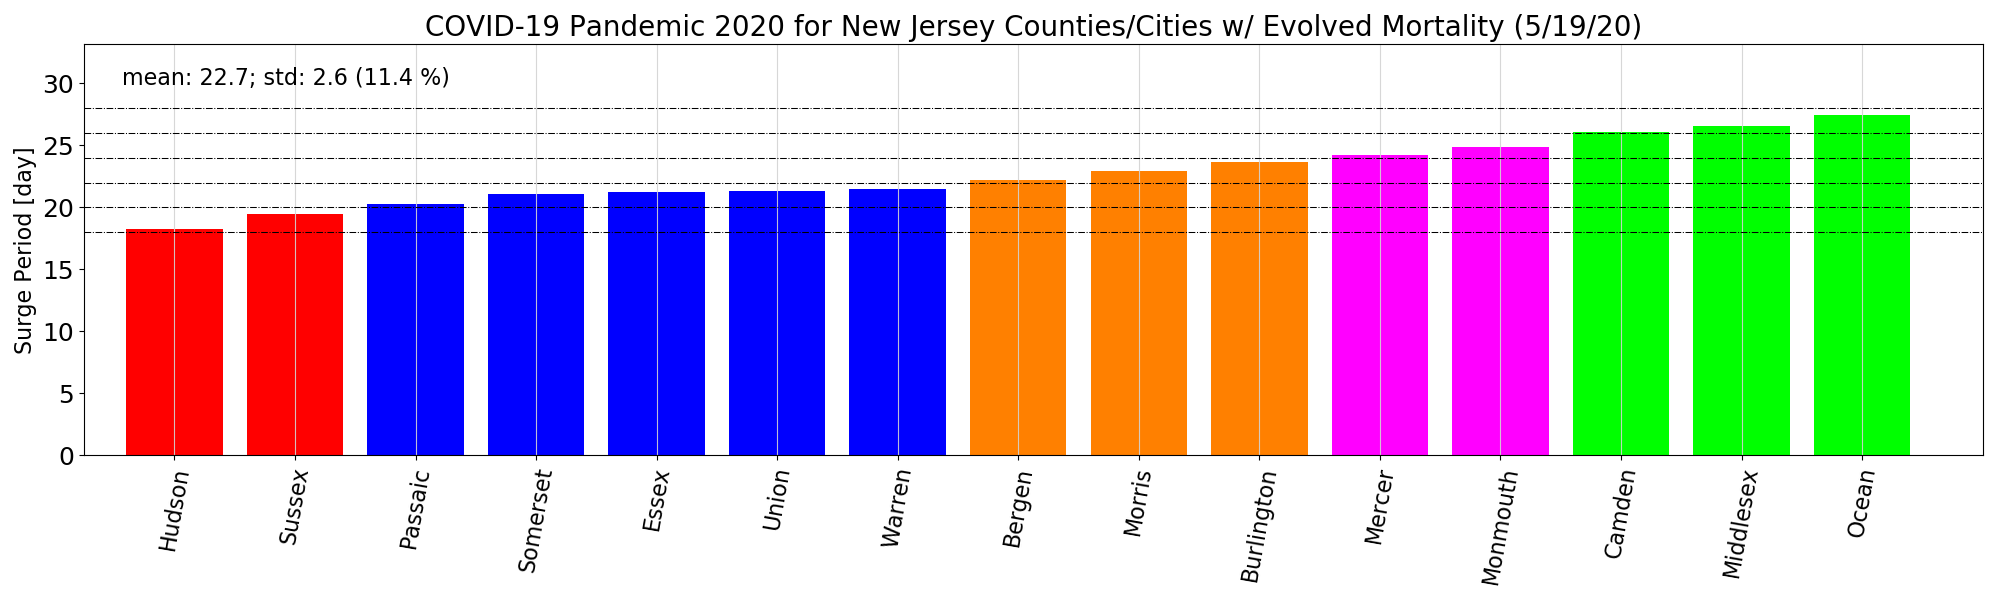 COVID-19 Pandemic 2020 for New Jersey Counties/Cities w/ Evolved Mortality (5/19/20)
mean: 22.7; std: 2.6 (11.4 %)
Surge Period [day]
30
25
20
15
10
5
0
Hudson
Sussex
Passaic
Somerset
Essex
Union
Warren
Bergen
Morris
Burlington
Mercer
Monmouth
Camden
Middlesex
Ocean